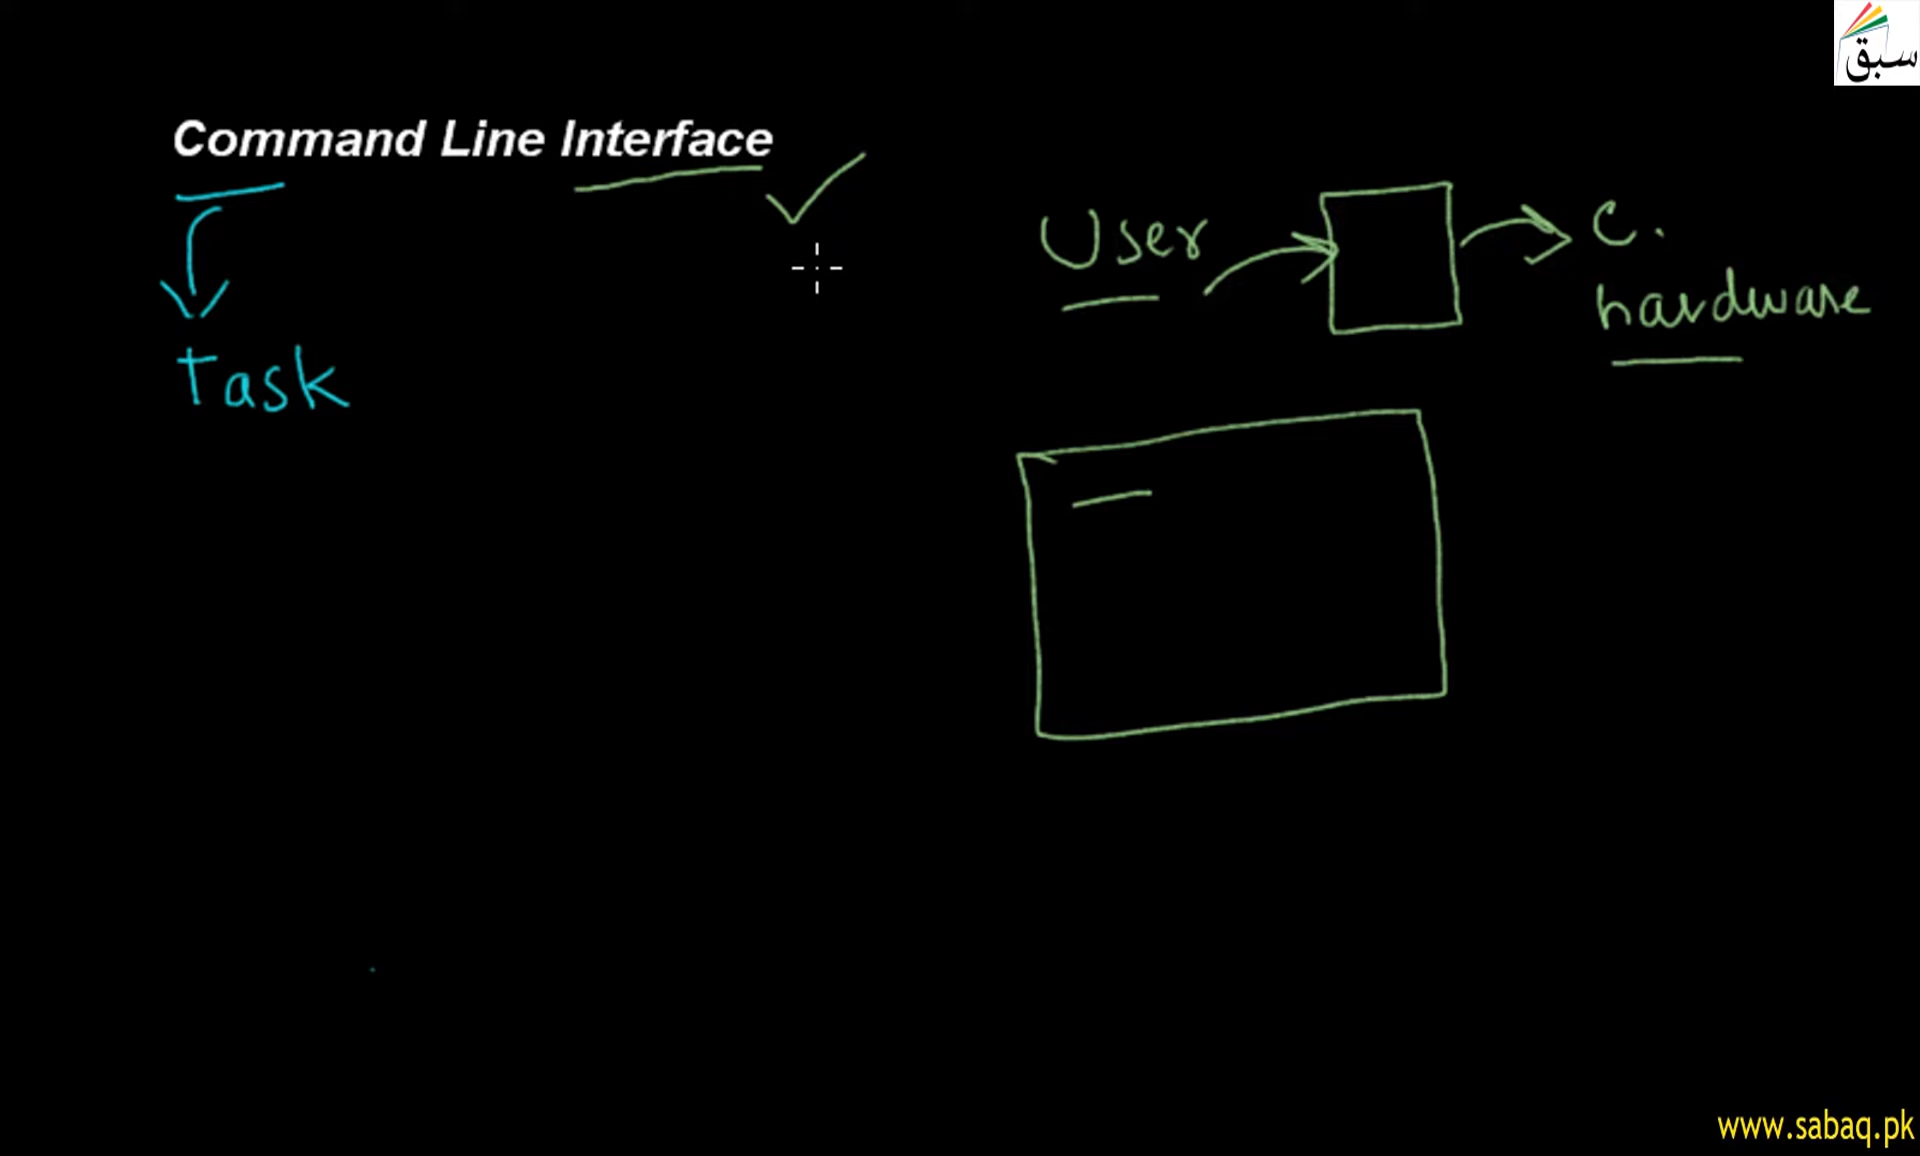 سبق
Command Line Interface
User
C.
hardware
Task
www.sabaq.pk